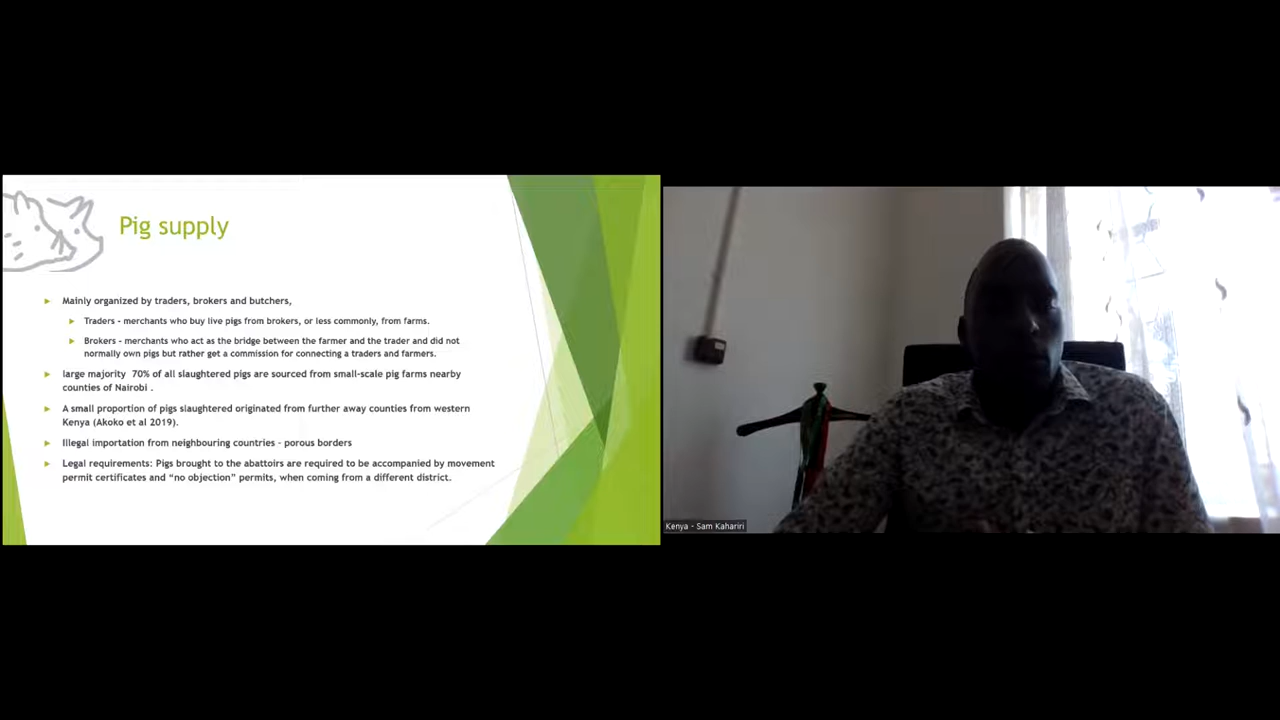 Pig supply
Mainly organized by traders, brokers and butchers,
Traders - merchants who buy live pigs from brokers, or less commonly, from farms.
Brokers - merchants who act as the bridge between the farmer and the trader and did not
normally own pigs but rather get a commission for connecting a traders and farmers.
large majority 70% of all slaughtered pigs are sourced from small-scale pig farms nearby
counties of Nairobi .
A small proportion of pigs slaughtered originated from further away counties from western
Kenya (Akoko et al 2019).
Illegal importation from neighbouring countries - porous borders
Legal requirements: Pigs brought to the abattoirs are required to be accompanied by movement
permit certificates and “no objection” permits, when coming from a different district.
Kenya - Sam Kahariri